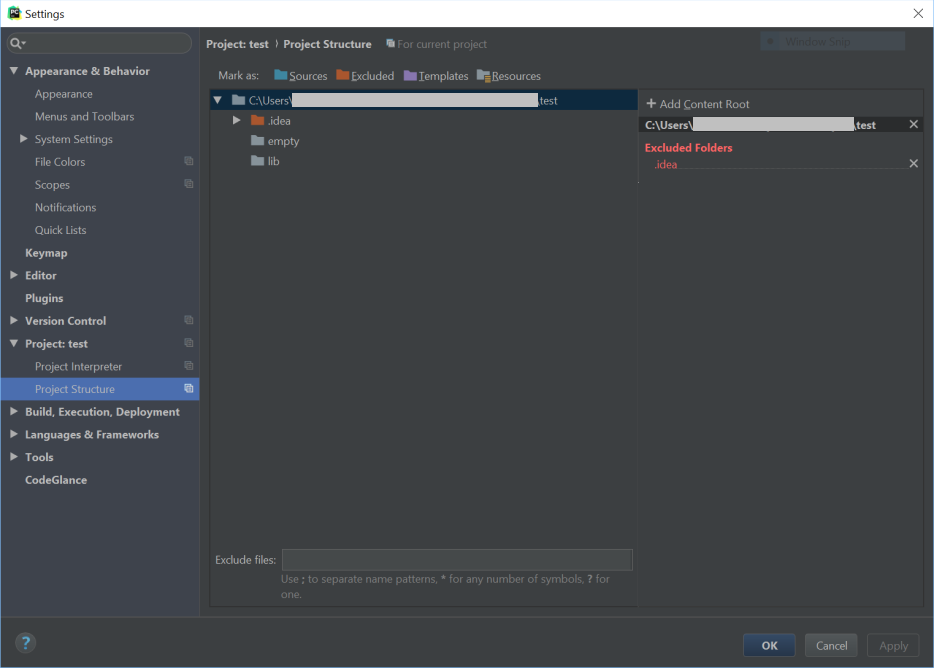 PC Settings
Project: test › Project Structure For current project
Window Snip
Appearance & Behavior
Appearance
Menus and Toolbars
System Settings
File Colors
Scopes
Notifications
Quick Lists
Keymap
Editor
Plugins
Version Control
Project: test
Project Interpreter
Project Structure
Build, Execution, Deployment
Languages & Frameworks
Tools
CodeGlance
Mark as: Sources Excluded Templates Resources
C:\Users\ \test
.idea
empty
lib
Exclude files:
Use ; to separate name patterns, * for any number of symbols, ? for
one.
+ Add Content Root
C:\Users\ \test
Excluded Folders
.idea
?
OK Cancel Apply